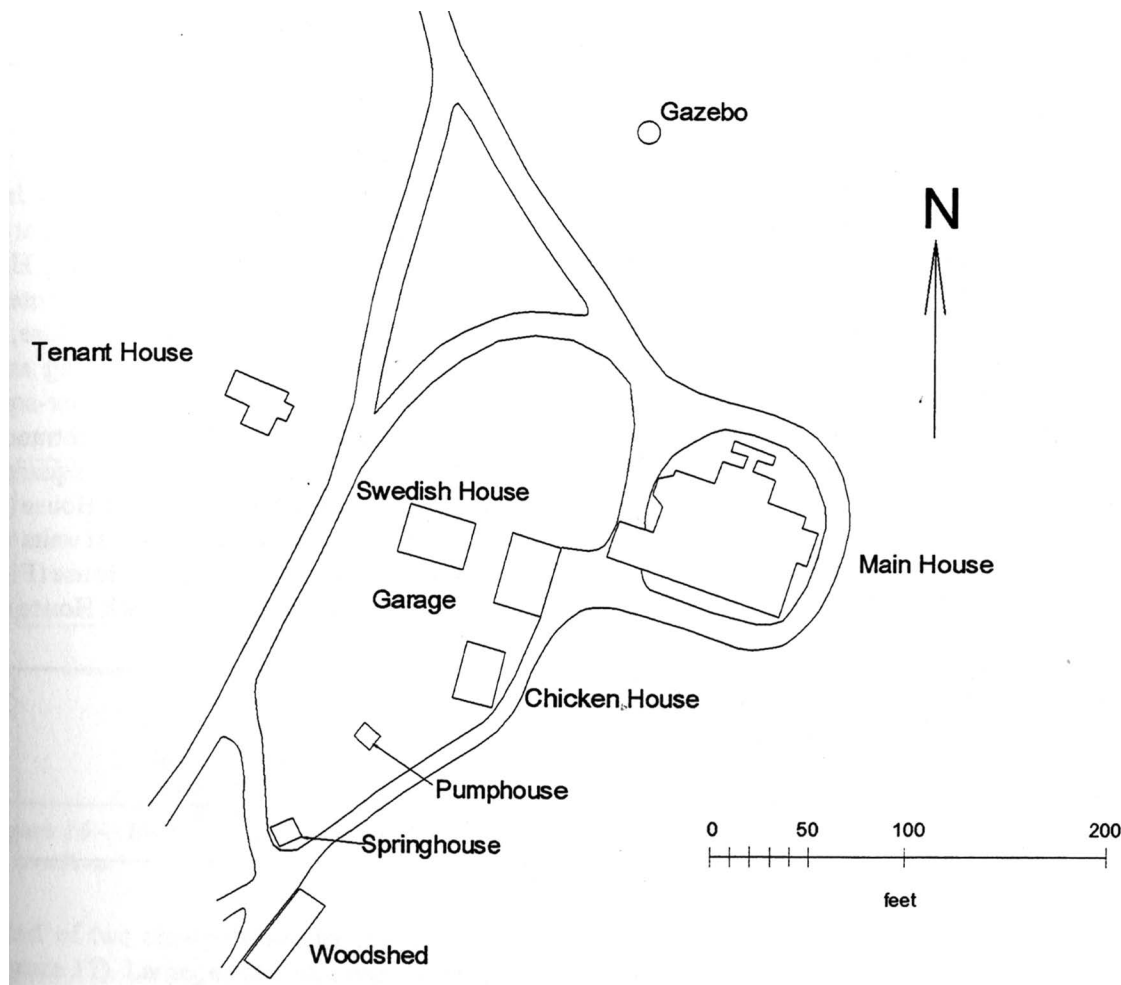 Gazebo
N
Tenant House
Swedish House
Main House
Garage
Chicken House
Pumphouse
Springhouse
0 50 100 200
feet
Woodshed